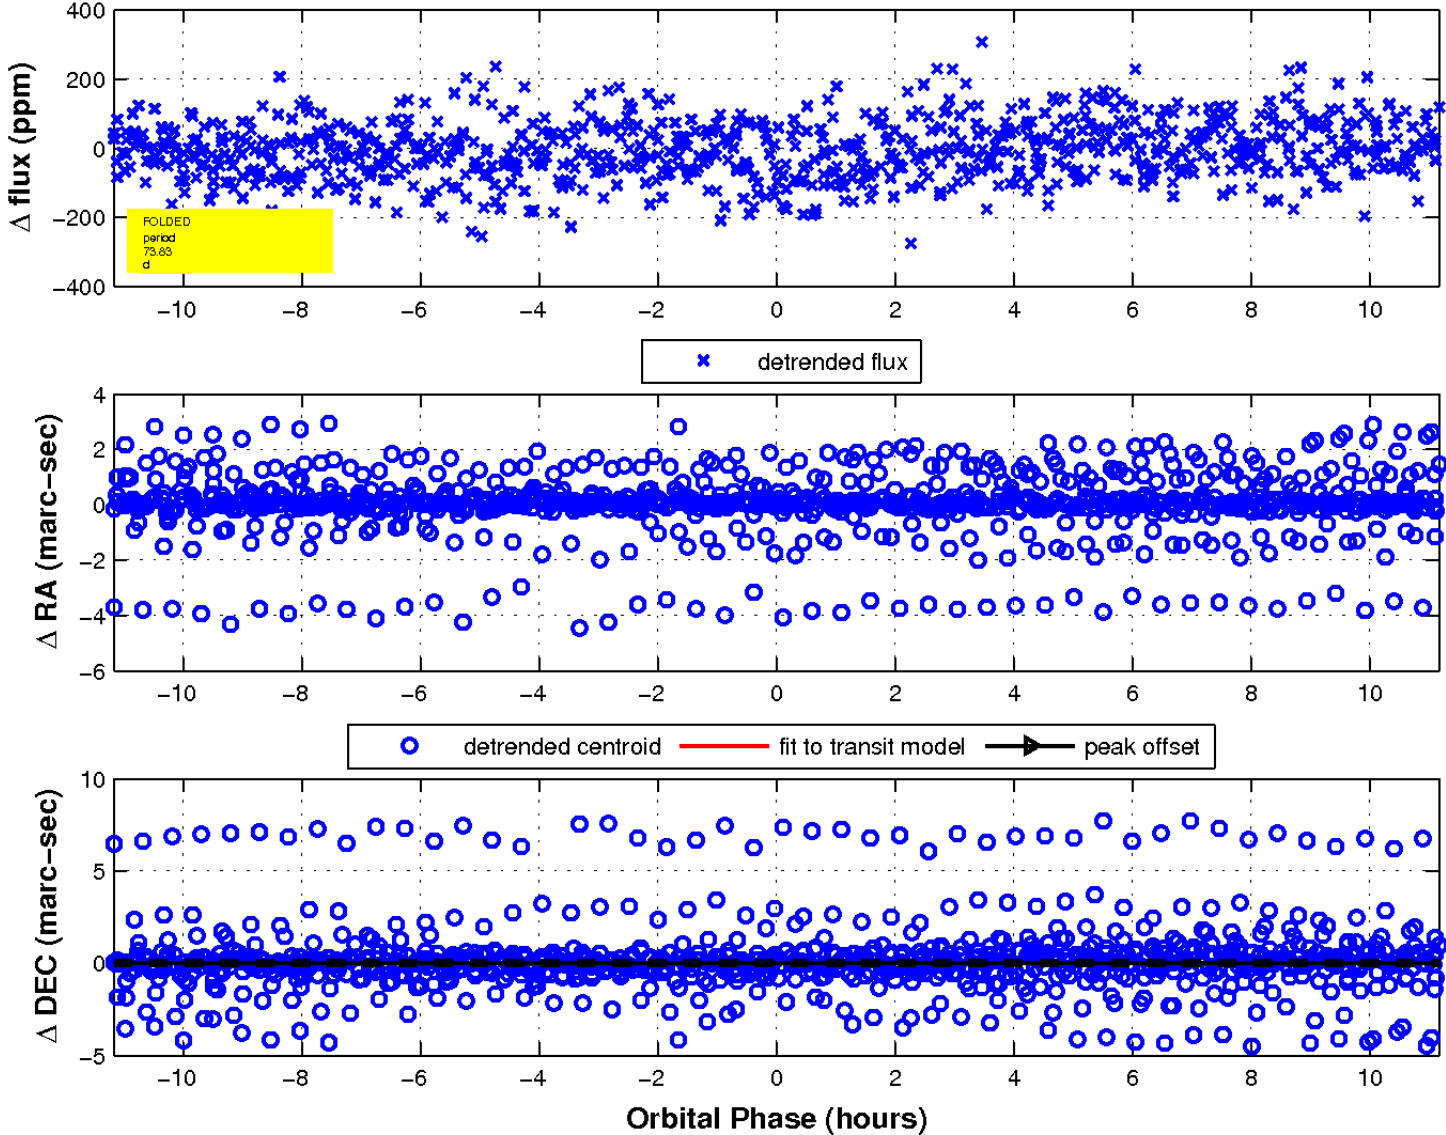 400
200
0
−200
−400
Δ flux (ppm)
FOLDED
period
73.83
d
−10 −8 −6 −4 −2 0 2 4 6 8 10
detrended flux
4
2
0
−2
−4
−6
Δ RA (marc−sec)
−10 −8 −6 −4 −2 0 2 4 6 8 10
detrended centroid fit to transit model peak offset
10
5
0
−5
Δ DEC (marc−sec)
−10 −8 −6 −4 −2 0 2 4 6 8 10
Orbital Phase (hours)